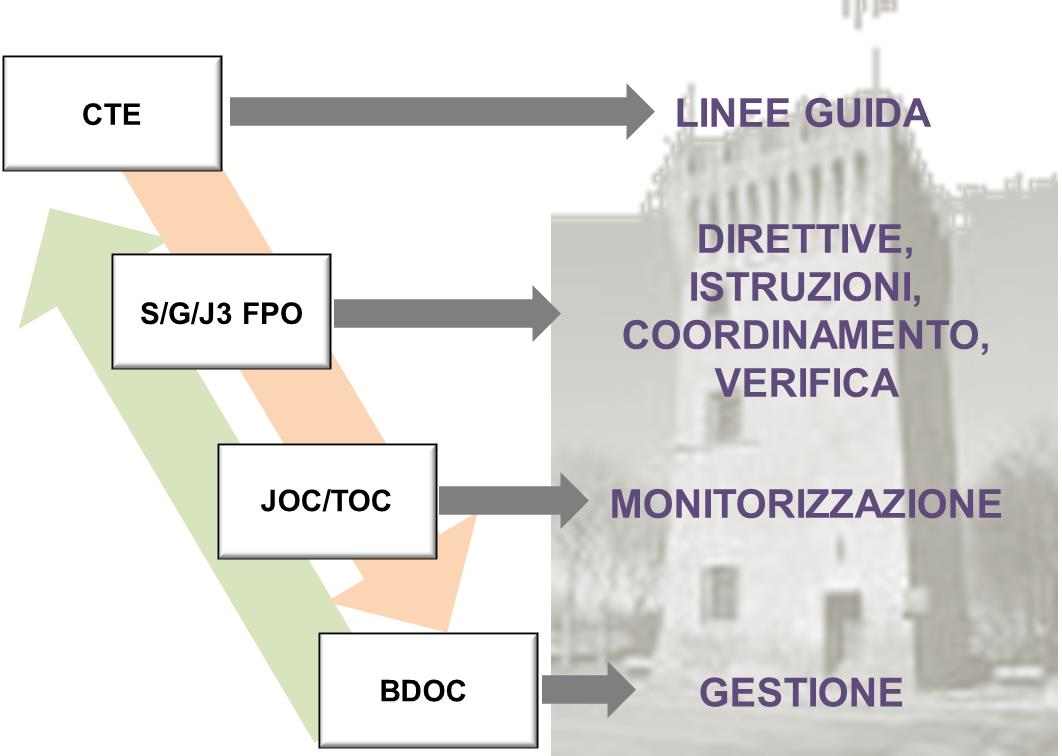 CTE
LINEE GUIDA
S/G/J3 FPO
DIRETTIVE,
ISTRUZIONI,
COORDINAMENTO,
VERIFICA
JOC/TOC
MONITORIZZAZIONE
BDOC
GESTIONE